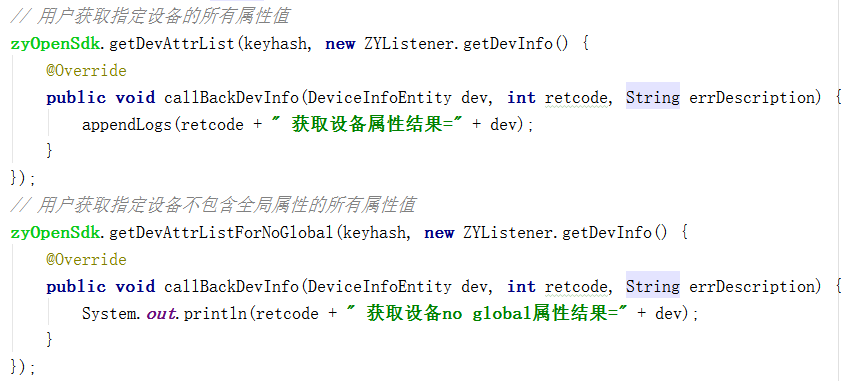 // 用户获取指定设备的所有属性值
zyOpenSdk.getDevAttrList(keyhash, new ZYListener.getDevInfo() {
@Override
public void callBackDevInfo(DeviceInfoEntity dev, int retcode, String errDescription) {
appendLogs(retcode + " 获取设备属性结果=" + dev);
}
});
// 用户获取指定设备不包含全局属性的所有属性值
zyOpenSdk.getDevAttrListForNoGlobal(keyhash, new ZYListener.getDevInfo() {
@Override
public void callBackDevInfo(DeviceInfoEntity dev, int retcode, String errDescription) {
System.out.println(retcode + " 获取设备no global属性结果=" + dev);
}
});